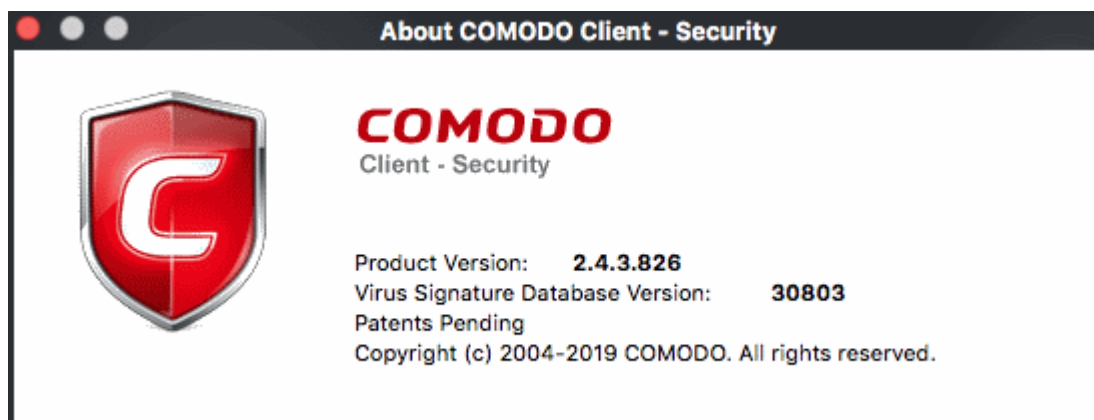 About COMODO Client - Security
COMODO
Client - Security
Product Version: 2.4.3.826
Virus Signature Database Version: 30803
Patents Pending
Copyright (c) 2004-2019 COMODO. All rights reserved.